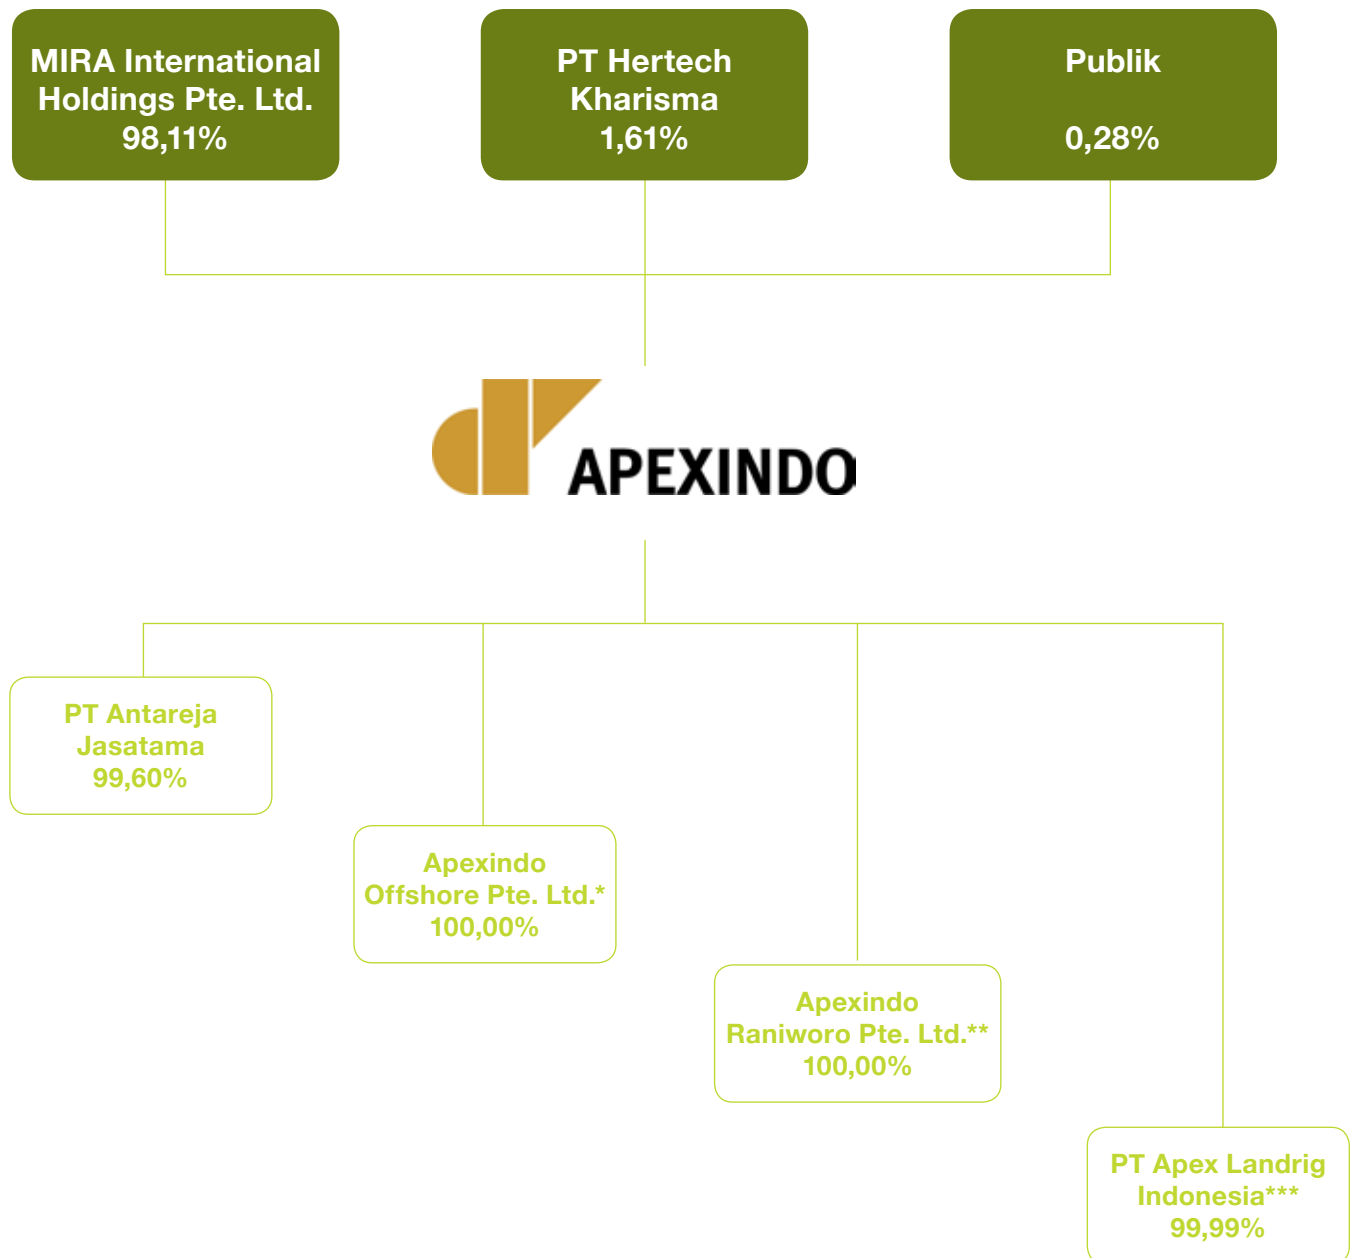 MIRA International
Holdings Pte. Ltd.
98,11%
PT Hertech
Kharisma
1,61%
Publik
0,28%
APEXINDO
PT Antareja
Jasatama
99,60%
Apexindo
Offshore Pte. Ltd.*
100,00%
Apexindo
Raniworo Pte. Ltd.**
100,00%
PT Apex Landrig
Indonesia***
99,99%